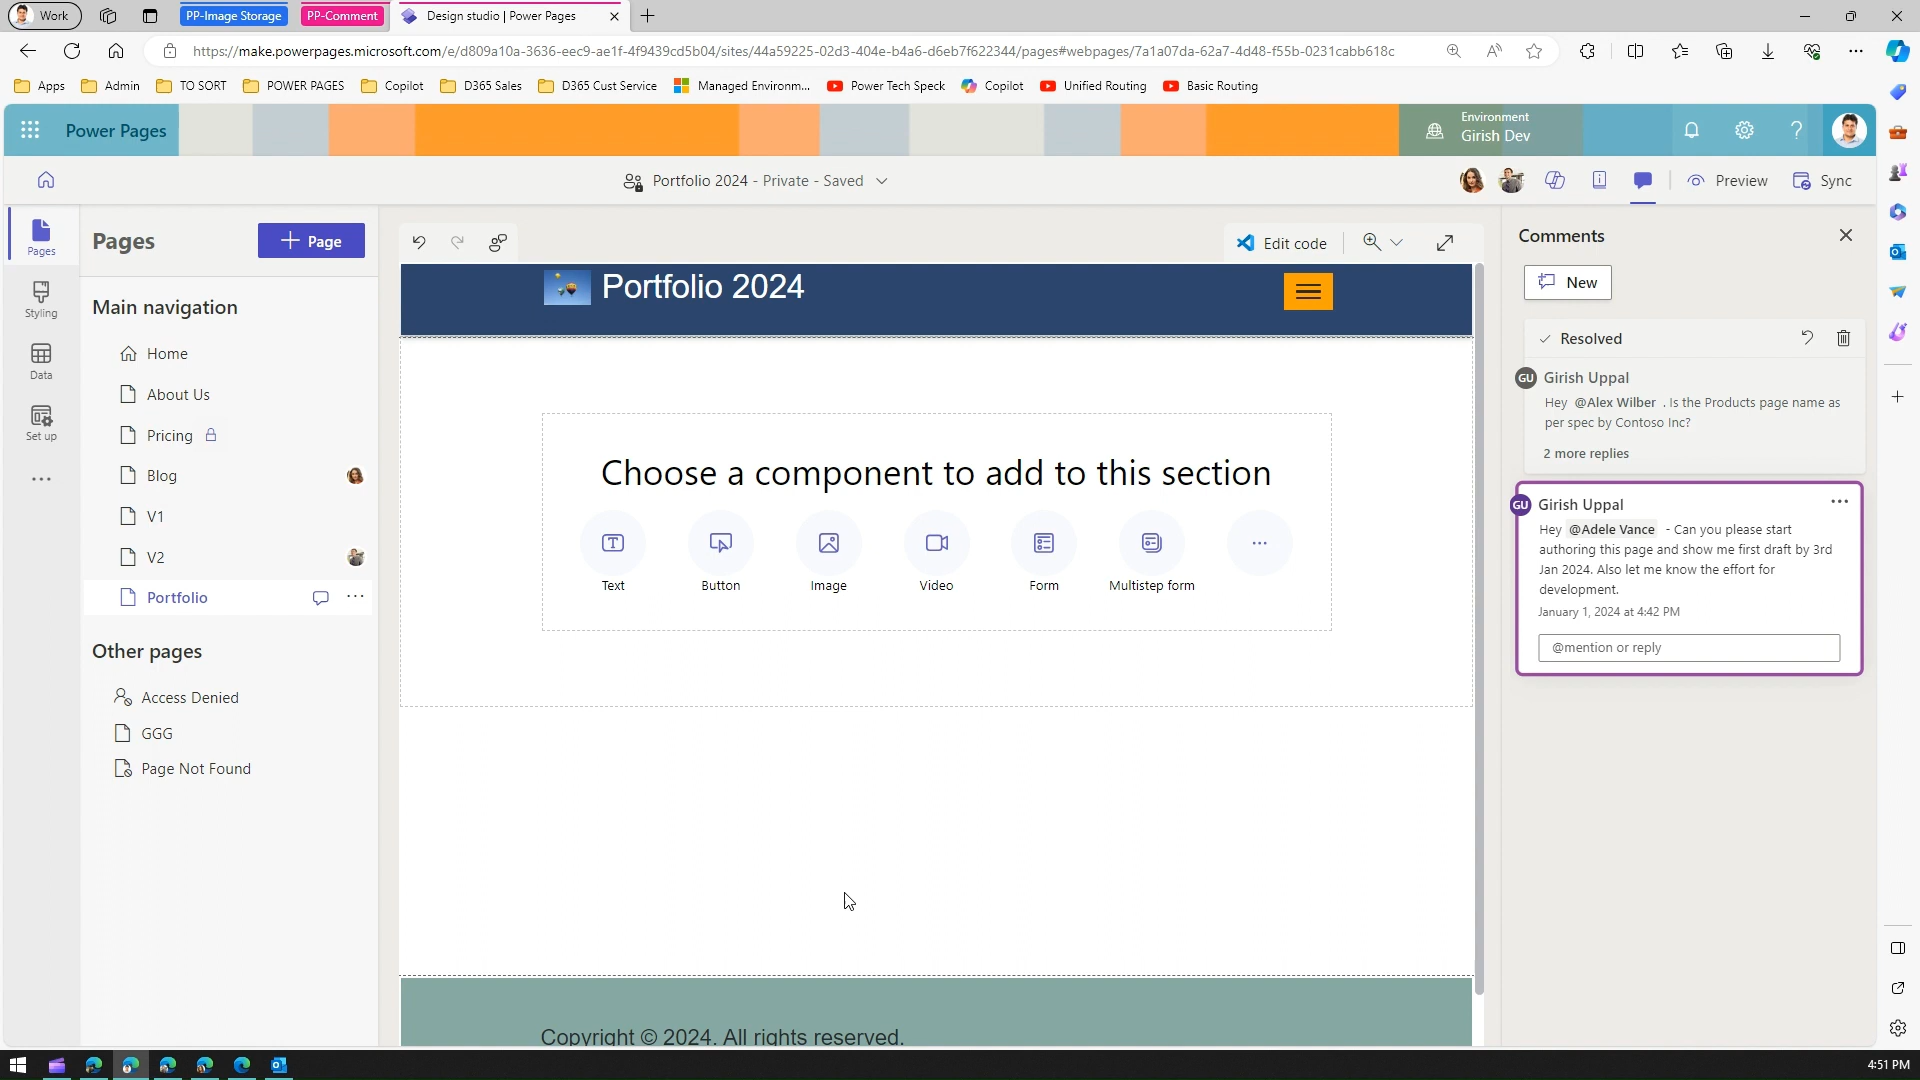 Work
PP-Image Storage
PP-Comment
Design studio | Power Pages
https://make.powerpages.microsoft.com/e/d809a10a-3636-eec9-ae1f-4f9439cd5b04/sites/44a59225-02d3-404e-b4a6-d6eb7f622344/pages#webpages/7a1a07da-62a7-4d48-f55b-0231cabb618c
Apps
Admin
TO SORT
POWER PAGES
Copilot
D365 Sales
D365 Cust Service
Managed Environm...
Power Tech Speck
Copilot
Unified Routing
Basic Routing
Power Pages
Environment
Girish Dev
Portfolio 2024 - Private - Saved
Preview
Sync
Pages
Styling
Data
Set up
Pages
+ Page
Main navigation
Home
About Us
Pricing
Blog
V1
V2
Portfolio
Other pages
Access Denied
GGG
Page Not Found
Edit code
Portfolio 2024
Choose a component to add to this section
Text
Button
Image
Video
Form
Multistep form
Copyright © 2024. All rights reserved.
Comments
New
Resolved
GU
Girish Uppal
Hey @Alex Wilber . Is the Products page name as
per spec by Contoso Inc?
2 more replies
GU
Girish Uppal
Hey @Adele Vance - Can you please start
authoring this page and show me first draft by 3rd
Jan 2024. Also let me know the effort for
development.
January 1, 2024 at 4:42 PM
@mention or reply
4:51 PM